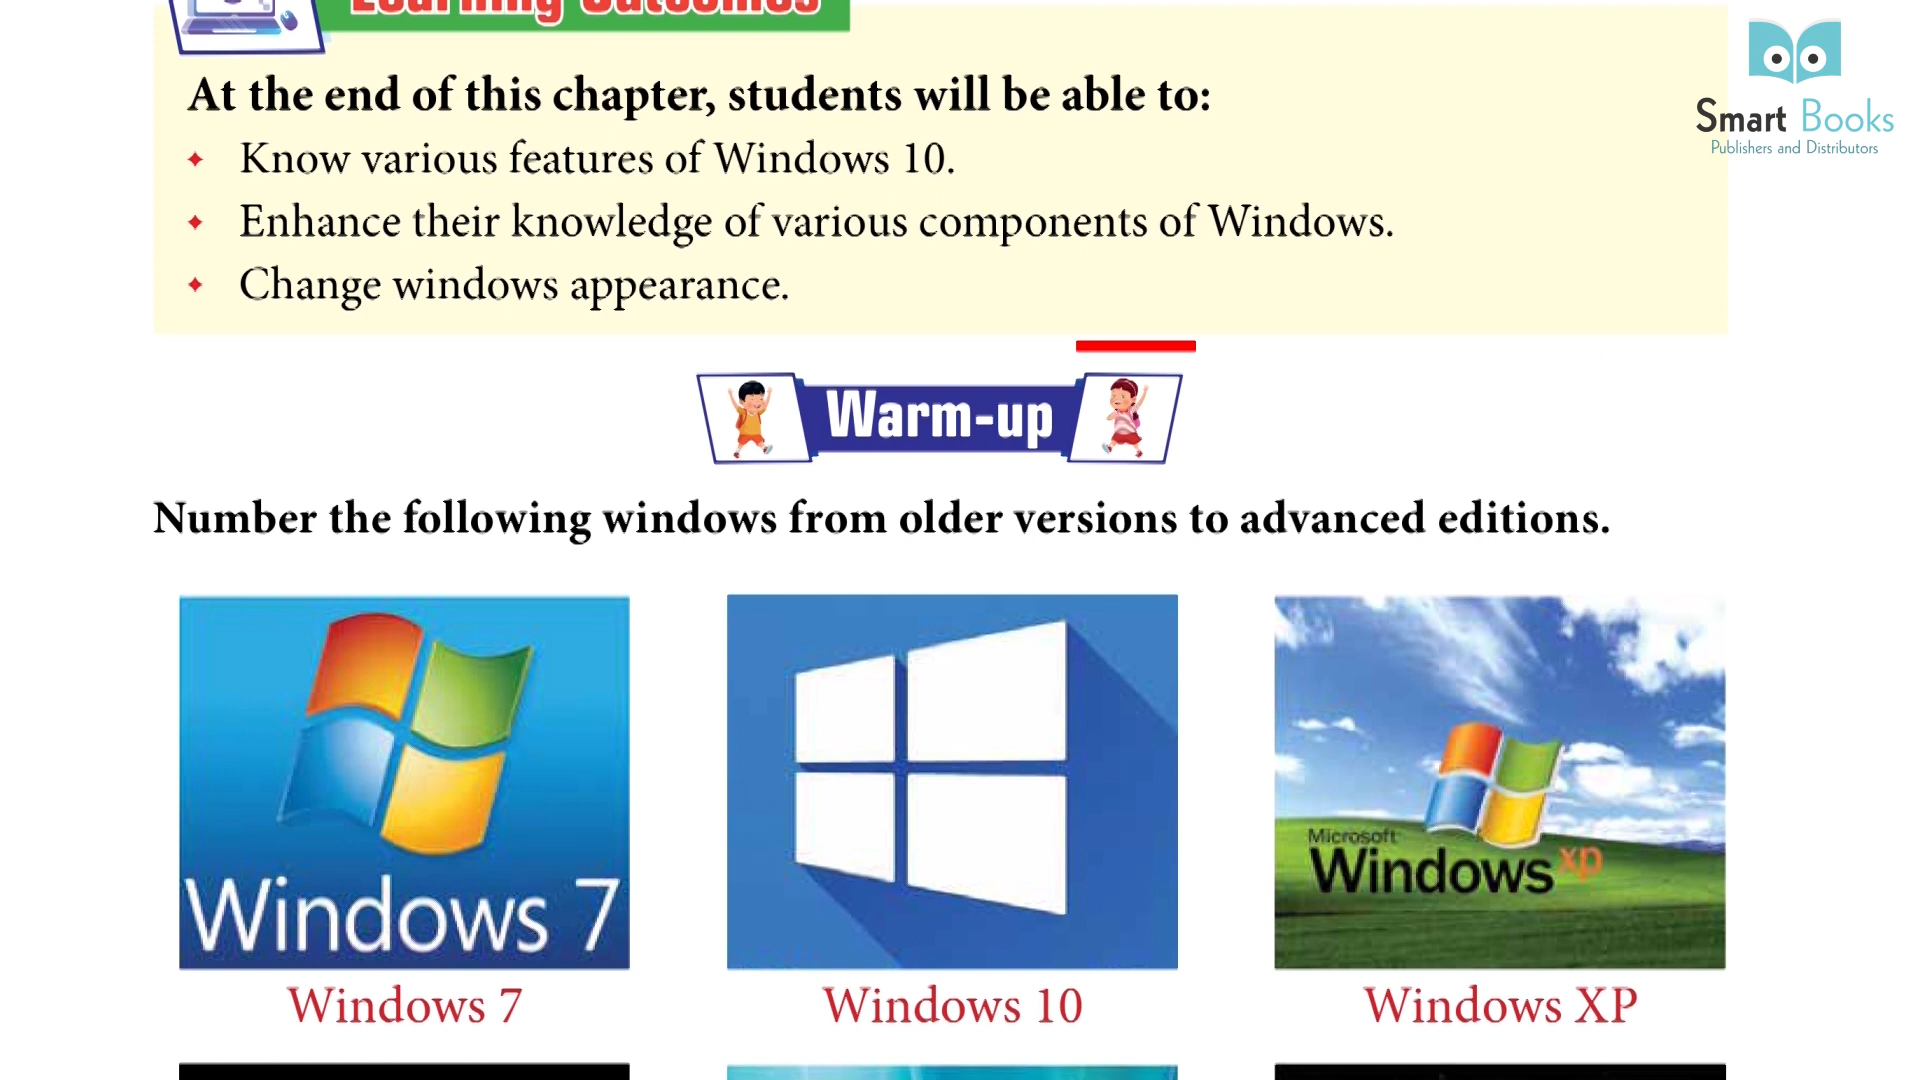 Learning Outcomes
Smart Books
Publishers and Distributors
At the end of this chapter, students will be able to:
Know various features of Windows 10.
Enhance their knowledge of various components of Windows.
Change windows appearance.
Warm-up
Number the following windows from older versions to advanced editions.
Windows 7
Microsoft
Windows xp
Windows 7
Windows 10
Windows XP